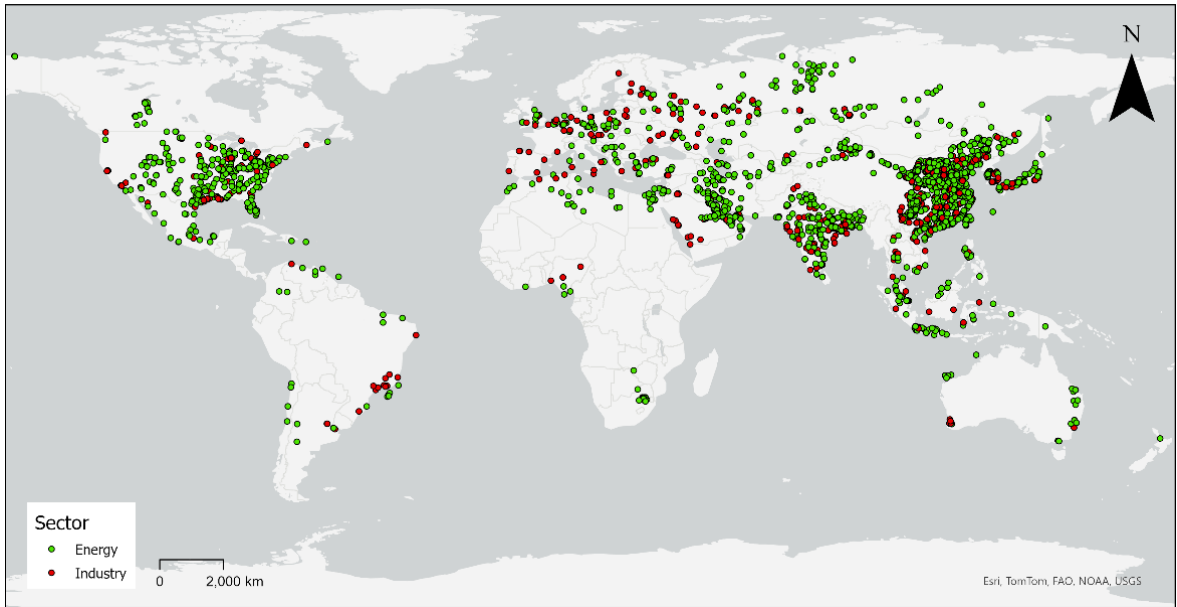 N
Sector
Energy
Industry
0 2,000 km
Esri, TomTom, FAO, NOAA, USGS